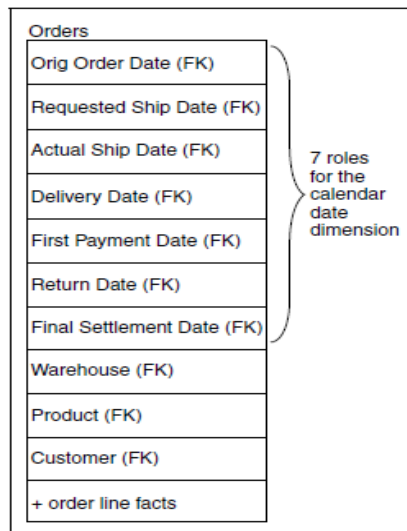 Orders
Orig Order Date (FK)
Requested Ship Date (FK)
Actual Ship Date (FK)
Delivery Date (FK)
First Payment Date (FK)
Return Date (FK)
Final Settlement Date (FK)
Warehouse (FK)
Product (FK)
Customer (FK)
+ order line facts
7 roles
for the
calendar
date
dimension